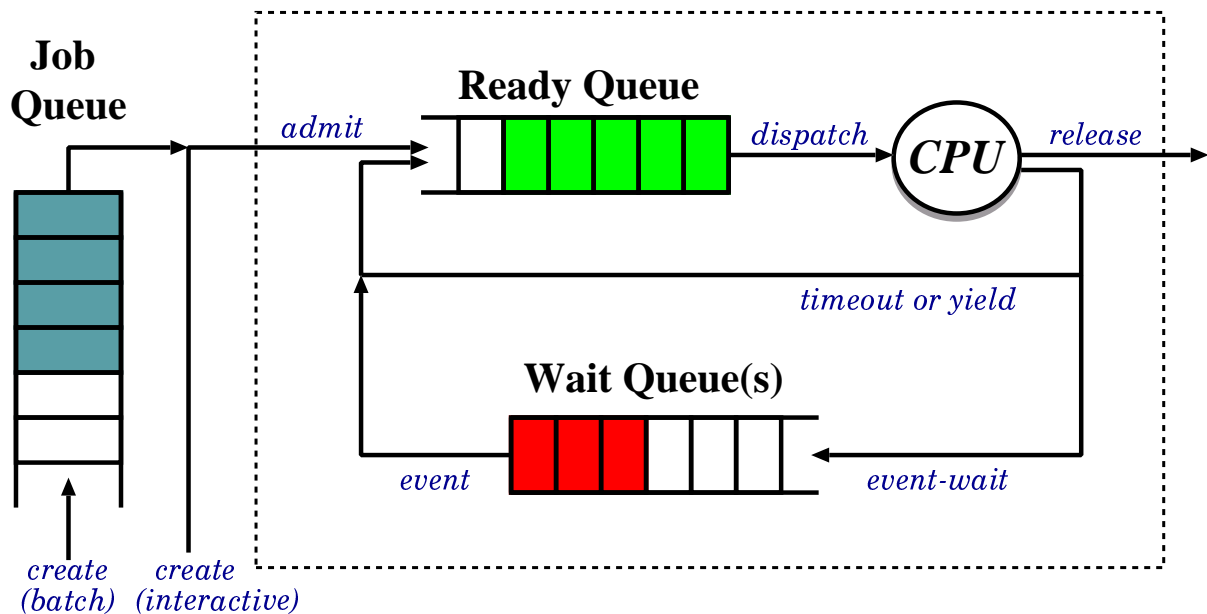 Job
Queue
Ready Queue
admit
dispatch
CPU
release
timeout or yield
Wait Queue(s)
event
event-wait
create
(batch)
create
(interactive)